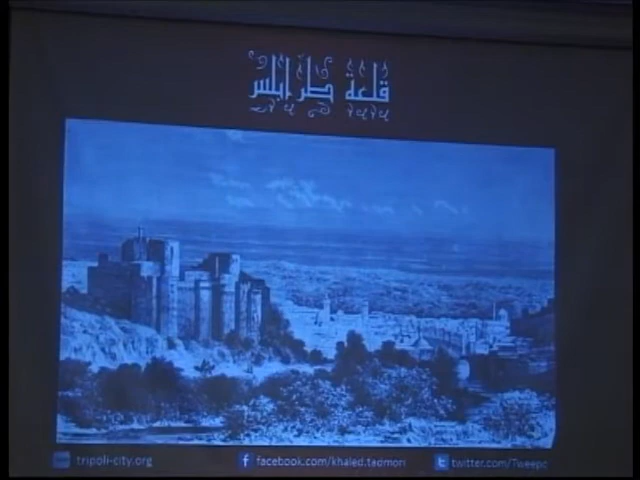 قلعة طرابلس
tripoli-city.org
facebook.com/khaled.tadmori
twitter.com/7weepc